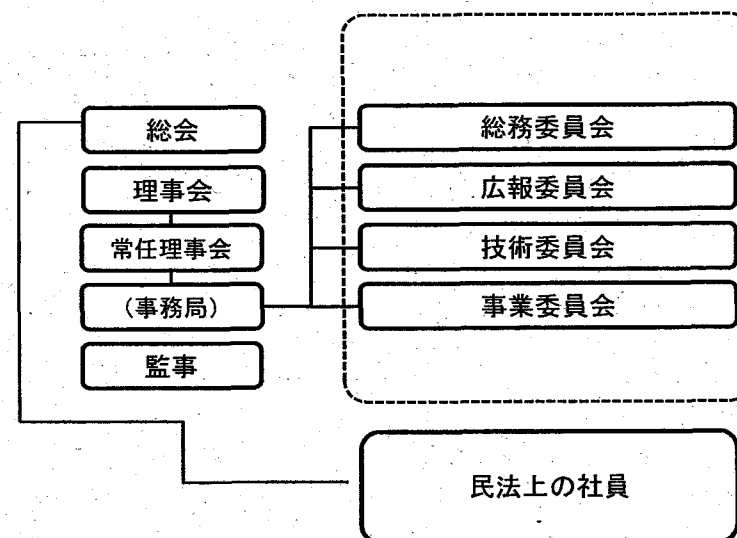 総会
理事会
常任理事会
(事務局)
監事
総務委員会
広報委員会
技術委員会
事業委員会
民法上の社員